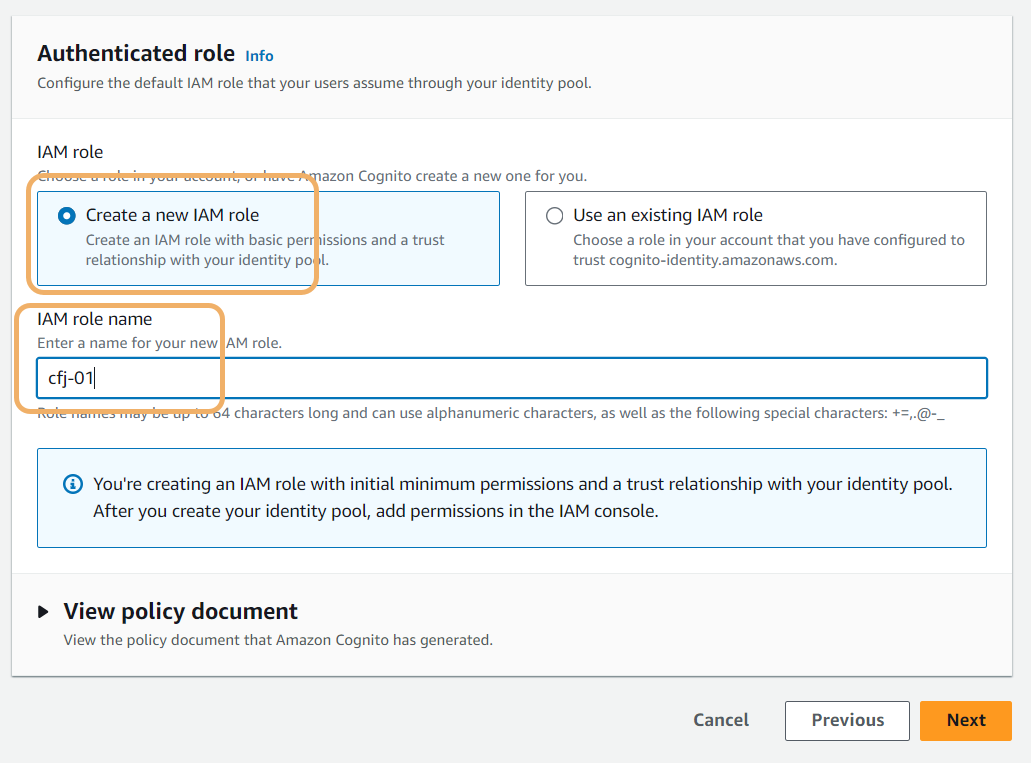 Authenticated role Info
Configure the default IAM role that your users assume through your identity pool.
IAM role
Choose a role in your account, or have Amazon Cognito create a new one for you.
Create a new IAM role
Create an IAM role with basic permissions and a trust
relationship with your identity pool.
Use an existing IAM role
Choose a role in your account that you have configured to
trust cognito-identity.amazonaws.com.
IAM role name
Enter a name for your new IAM role.
cfj-01
Role names may be up to 64 characters long and can use alphanumeric characters, as well as the following special characters: +=,.@-_
You're creating an IAM role with initial minimum permissions and a trust relationship with your identity pool.
After you create your identity pool, add permissions in the IAM console.
View policy document
View the policy document that Amazon Cognito has generated.
Cancel Previous Next